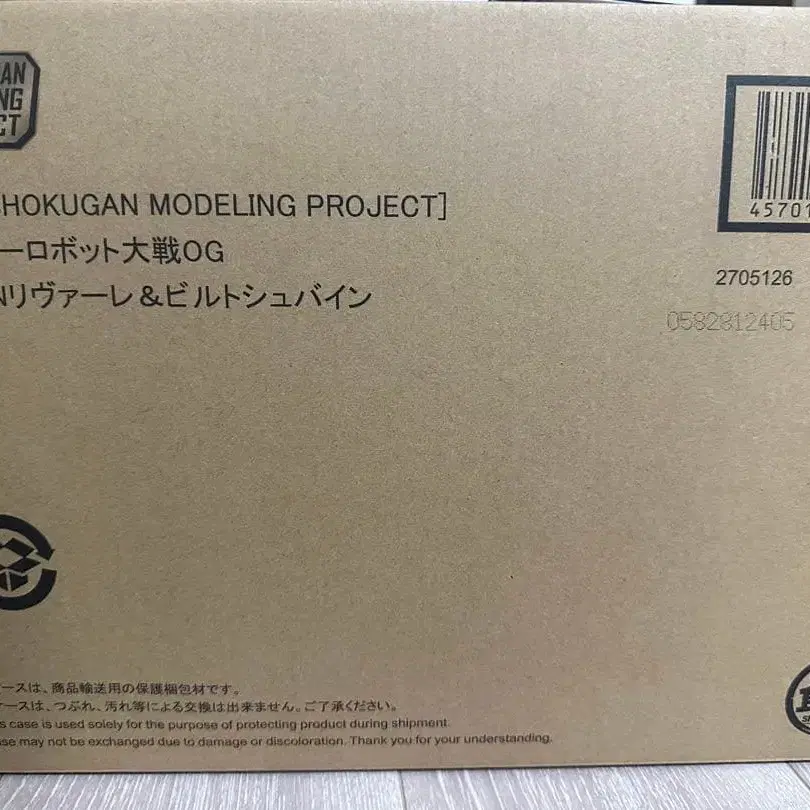 AN
NG
CT
HOKUGAN MODELING PROJECT]
ーロボット大戦OG
リヴァーレ&ビルトシュバイン
45701
2705126
0582812405
ースは、商品輸送用の保護梱包材です。
ースは、つぶれ、汚れ等による交換は出来ません。ご了承ください。
s case is used solely for the purpose of protecting product during shipment.
se may not be exchanged due to damage or discoloration. Thank you for your understanding.